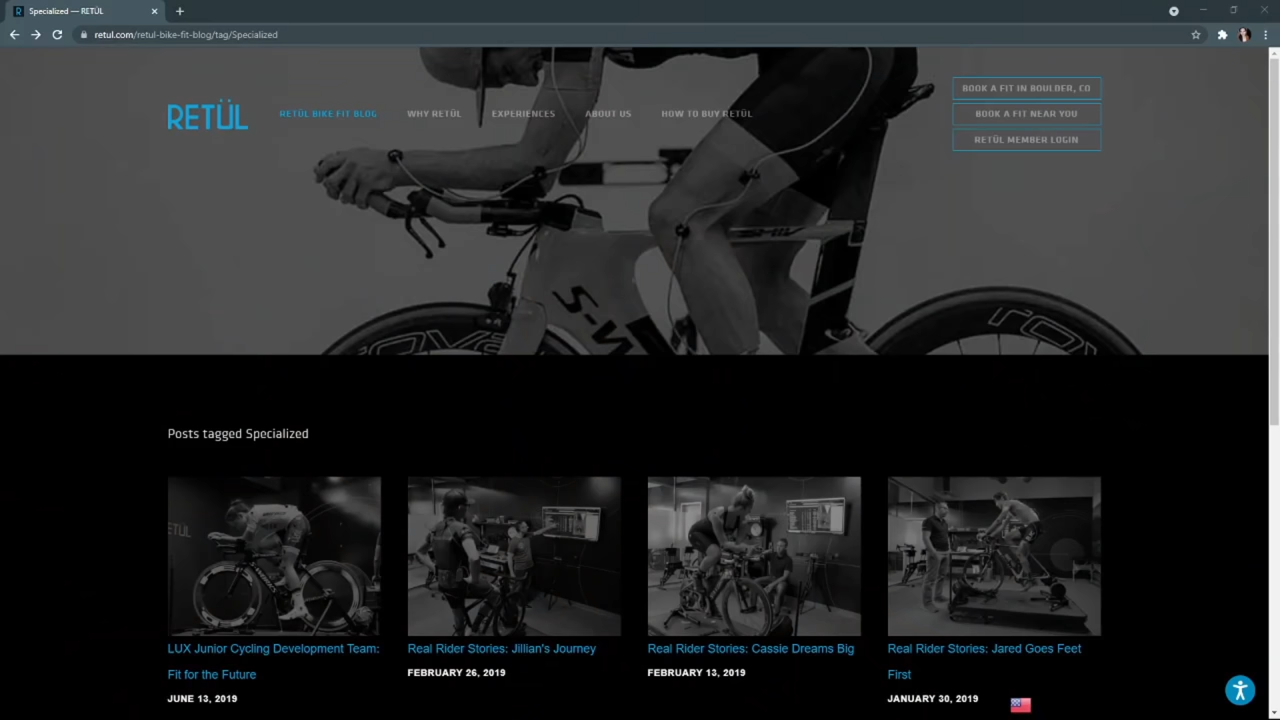 Specialized — RETÜL
retul.com/retul-bike-fit-blog/tag/Specialized
RETÜL
RETÜL BIKE FIT BLOG
WHY RETÜL
EXPERIENCES
ABOUT US
HOW TO BUY RETÜL
BOOK A FIT IN BOULDER, CO
BOOK A FIT NEAR YOU
RETÜL MEMBER LOGIN
Posts tagged Specialized
LUX Junior Cycling Development Team:
Fit for the Future
JUNE 13, 2019
Real Rider Stories: Jillian's Journey
FEBRUARY 26, 2019
Real Rider Stories: Cassie Dreams Big
FEBRUARY 13, 2019
Real Rider Stories: Jared Goes Feet
First
JANUARY 30, 2019